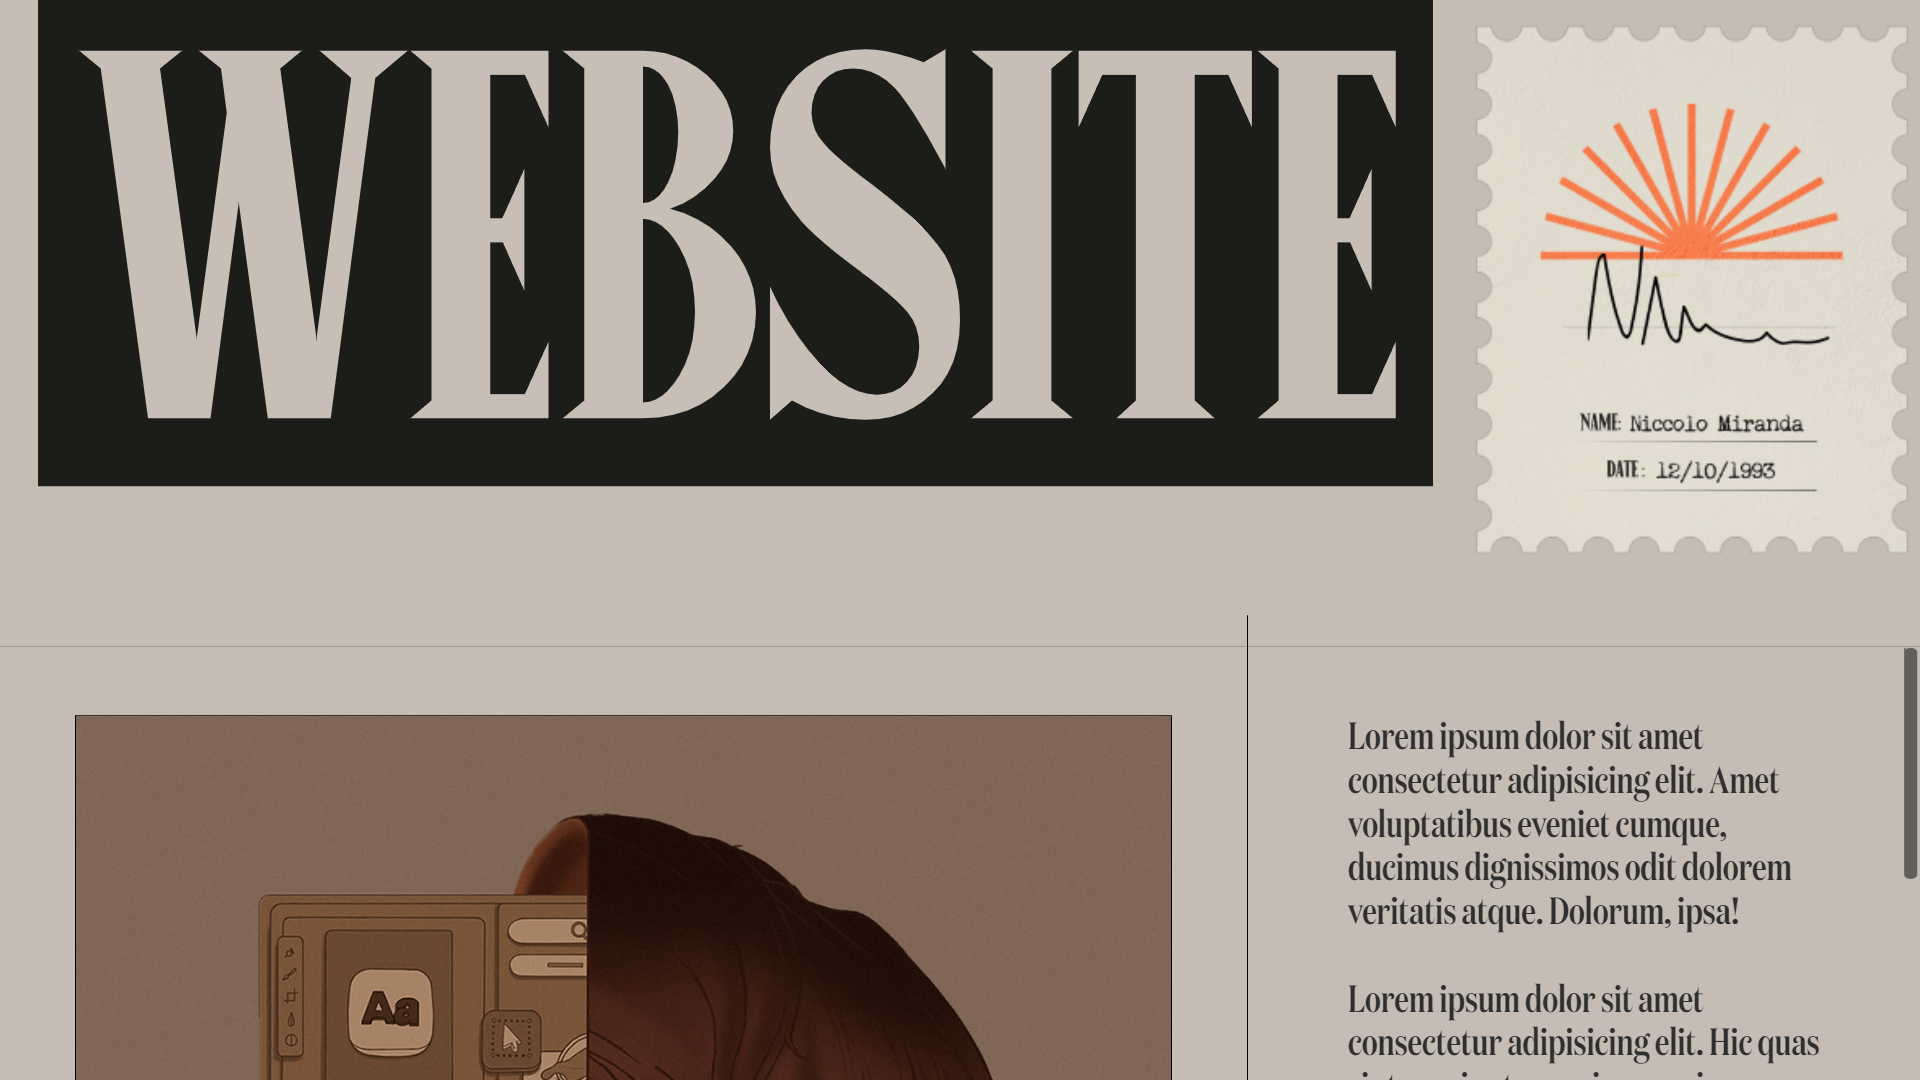 WEBSITE
NAME: Niccolo Miranda
DATE: 12/10/1993
Lorem ipsum dolor sit amet
consectetur adipisicing elit. Amet
voluptatibus eveniet cumque,
ducimus dignissimos odit dolorem
veritatis atque. Dolorum, ipsa!
Aa
Lorem ipsum dolor sit amet
consectetur adipisicing elit. Hic quas